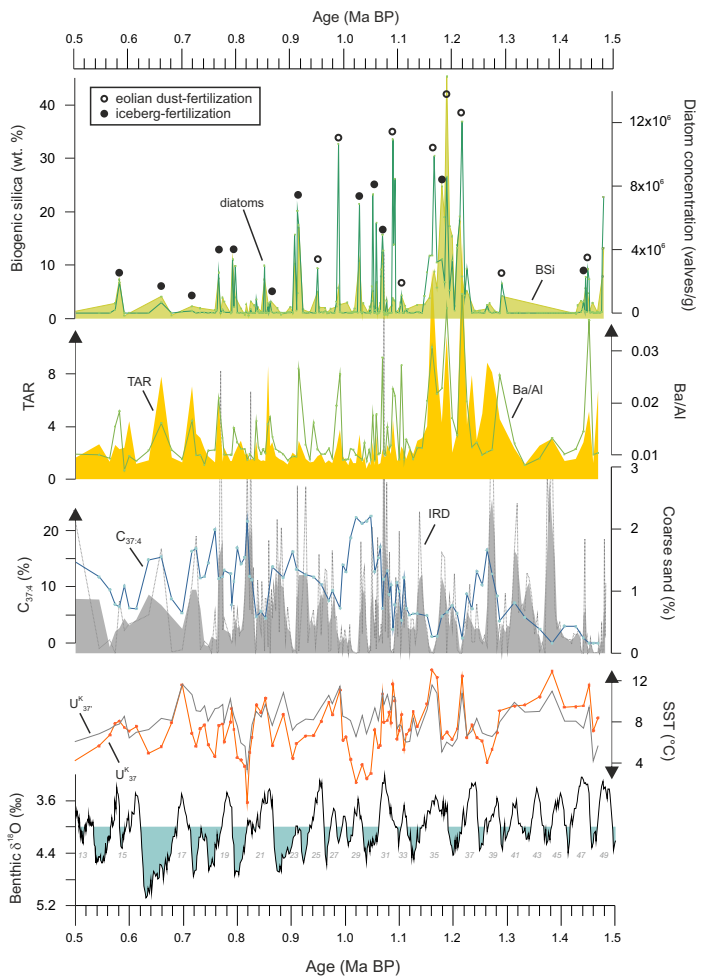 Age (Ma BP)
0.5 0.6 0.7 0.8 0.9 1.0 1.1 1.2 1.3 1.4 1.5
eolian dust-fertilization
iceberg-fertilization
Biogenic silica (wt. %)
40
30
20
10
0
Diatom concentration (valves/g)
12x10⁶
8x10⁶
4x10⁶
0
diatoms
BSi
TAR
8
4
0
TAR
Ba/Al
0.03
0.02
0.01
Ba/Al
C37:4 (%)
20
10
0
C37:4
IRD
3
2
1
0
Coarse sand (%)
12
8
4
SST (°C)
Uᴷ37'
Uᴷ37
Benthic δ¹⁸O (‰)
3.6
4.4
5.2
13 15 17 19 21 23 25 27 29 31 33 35 37 39 41 43 45 47 49
0.5 0.6 0.7 0.8 0.9 1.0 1.1 1.2 1.3 1.4 1.5
Age (Ma BP)